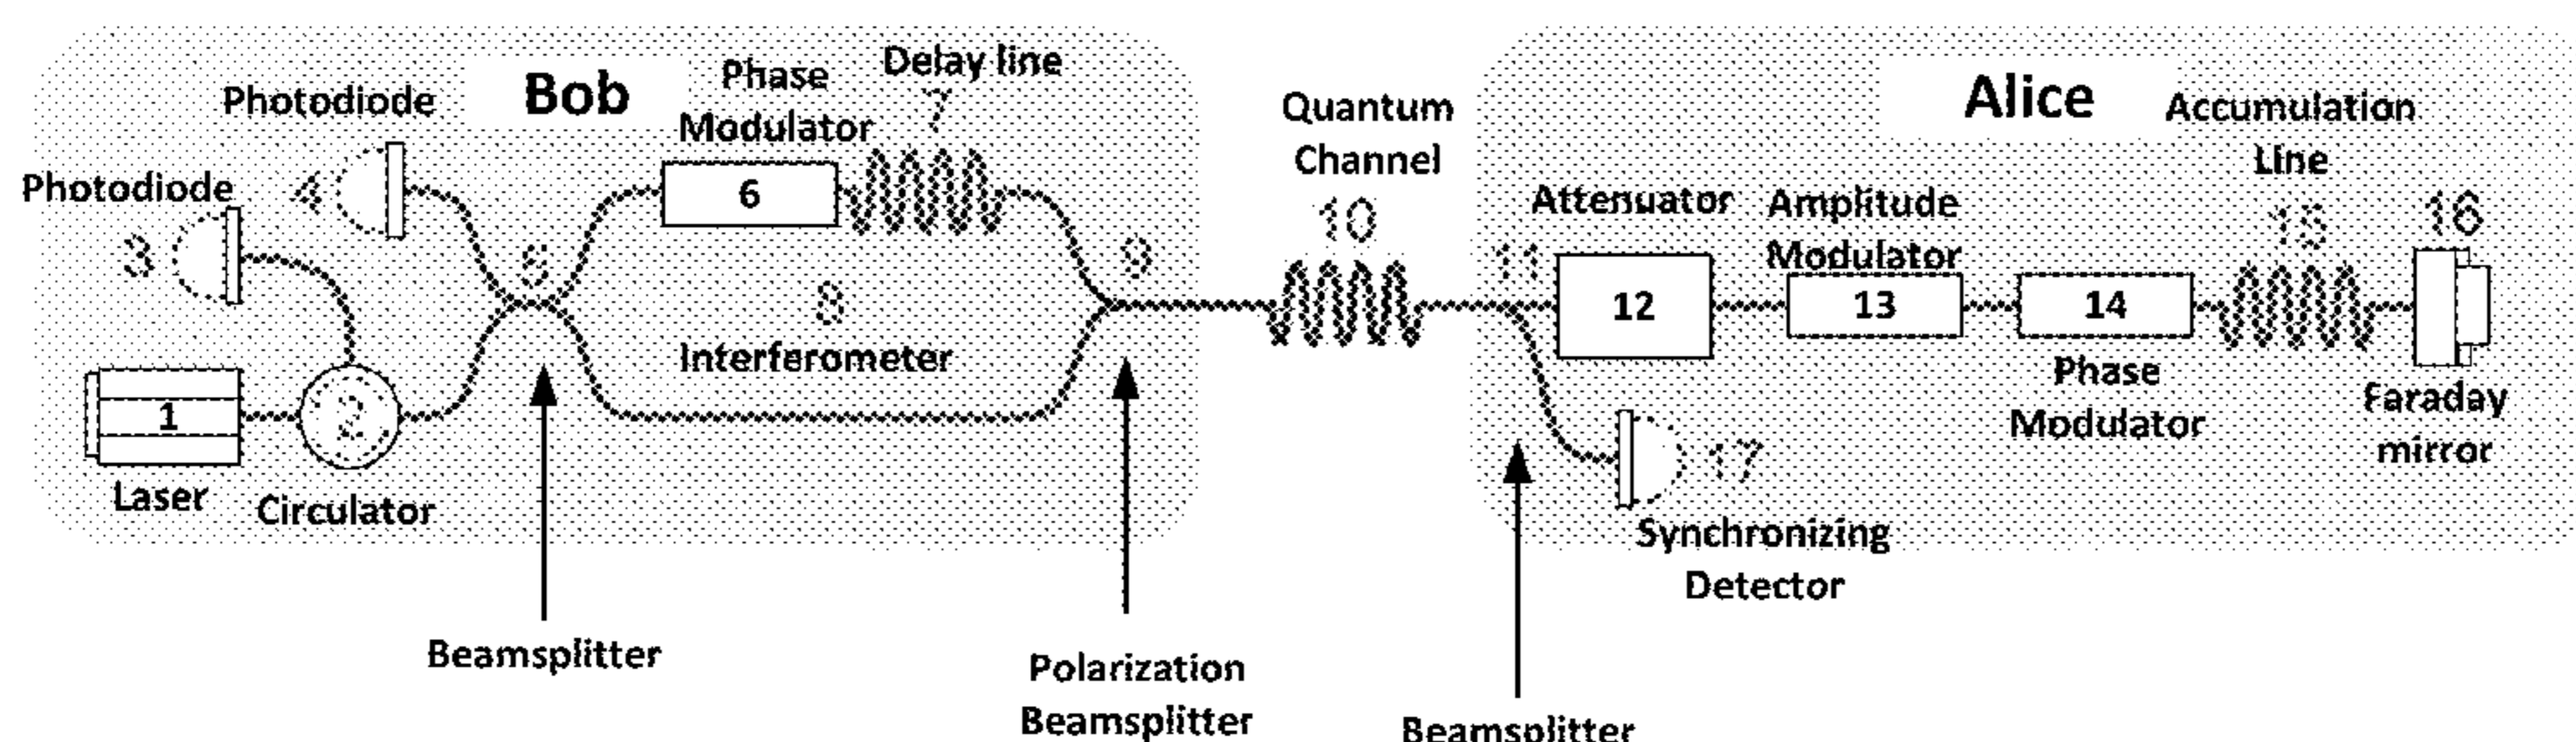 Bob
Alice
Photodiode
4
Photodiode
3
Phase
Modulator
6
Delay line
7
5
8
Interferometer
9
1
Laser
2
Circulator
Beamsplitter
Polarization
Beamsplitter
Quantum
Channel
10
11
Attenuator
12
Amplitude
Modulator
13
14
Phase
Modulator
Accumulation
Line
15
16
Faraday
mirror
17
Synchronizing
Detector
Beamsplitter